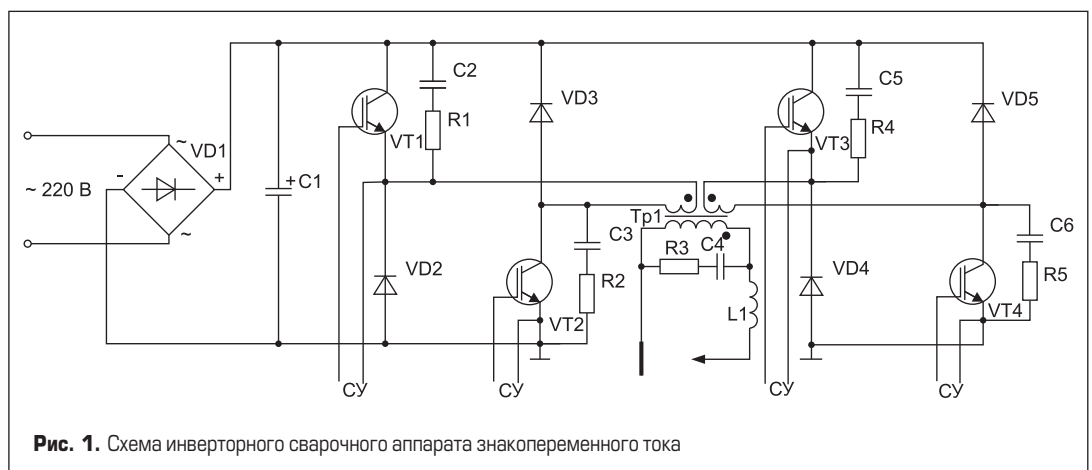 C2
C5
VD3
VD5
~
R1
R4
VD1
VT1
VT3
-
+
+
C1
~ 220 В
Tp1
~
C3
C4
C6
R3
VD2
R2
VD4
R5
L1
VT2
VT4
СУ
СУ
СУ
СУ
Рис. 1. Схема инверторного сварочного аппарата знакопеременного тока